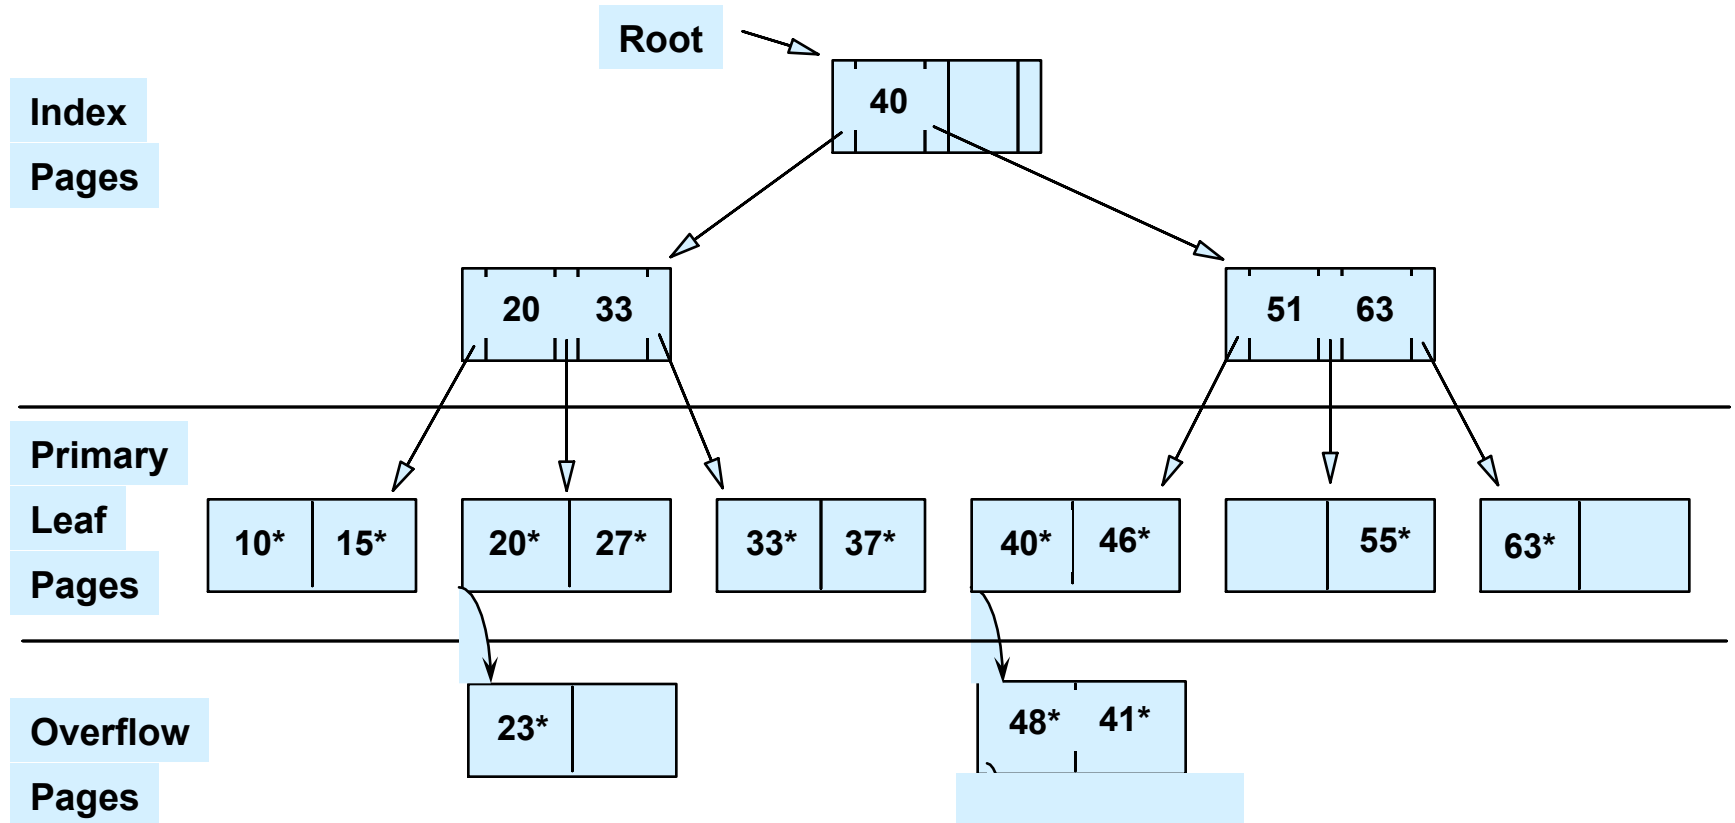 Root
Index
Pages
40
20 33
51 63
Primary
Leaf
Pages
10* 15*
20* 27*
33* 37*
40* 46*
55*
63*
Overflow
Pages
23*
48* 41*